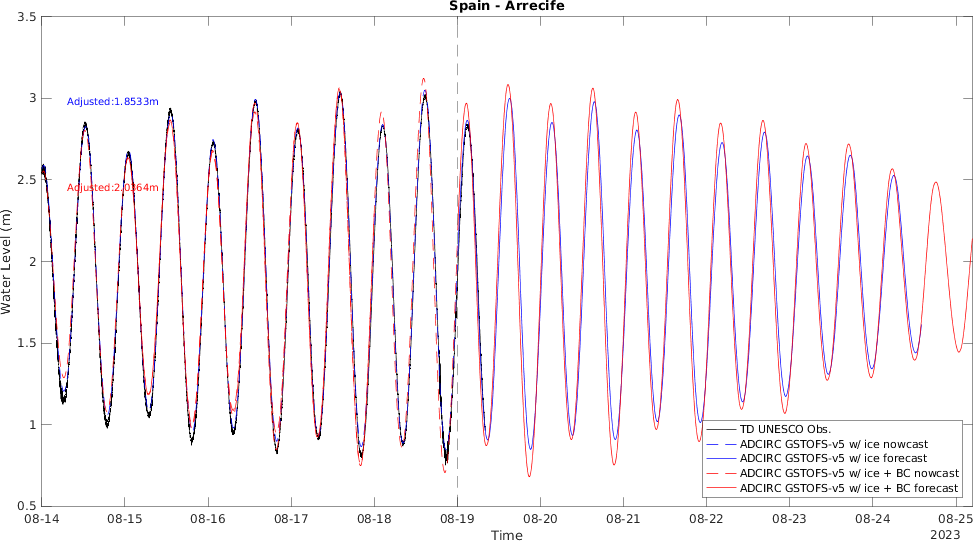 Spain - Arrecife
3.5
3
2.5
2
1.5
1
0.5
Water Level (m)
Adjusted:1.8533m
Adjusted:2.0364m
TD UNESCO Obs.
ADCIRC GSTOFS-v5 w/ ice nowcast
ADCIRC GSTOFS-v5 w/ ice forecast
ADCIRC GSTOFS-v5 w/ ice + BC nowcast
ADCIRC GSTOFS-v5 w/ ice + BC forecast
08-14 08-15 08-16 08-17 08-18 08-19 08-20 08-21 08-22 08-23 08-24 08-25
Time
2023